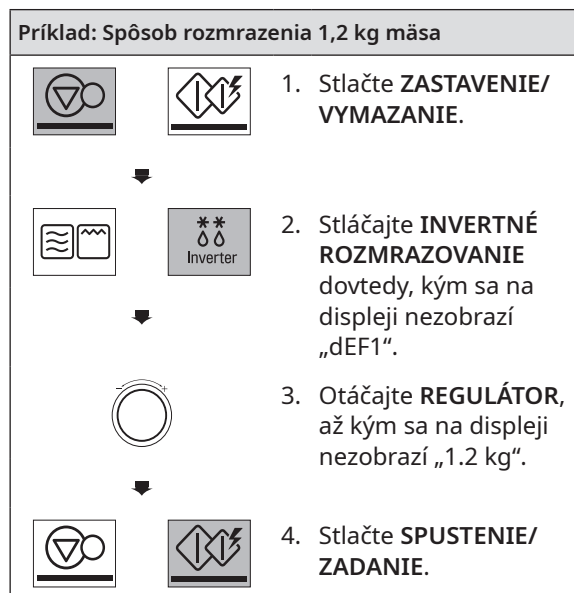 Príklad: Spôsob rozmrazenia 1,2 kg mäsa
1. Stlačte ZASTAVENIE/
VYMAZANIE.
Inverter
2. Stláčajte INVERTNÉ
ROZMRAZOVANIE
dovtedy, kým sa na
displeji nezobrazí
„dEF1“.
- +
3. Otáčajte REGULÁTOR,
až kým sa na displeji
nezobrazí „1.2 kg“.
4. Stlačte SPUSTENIE/
ZADANIE.